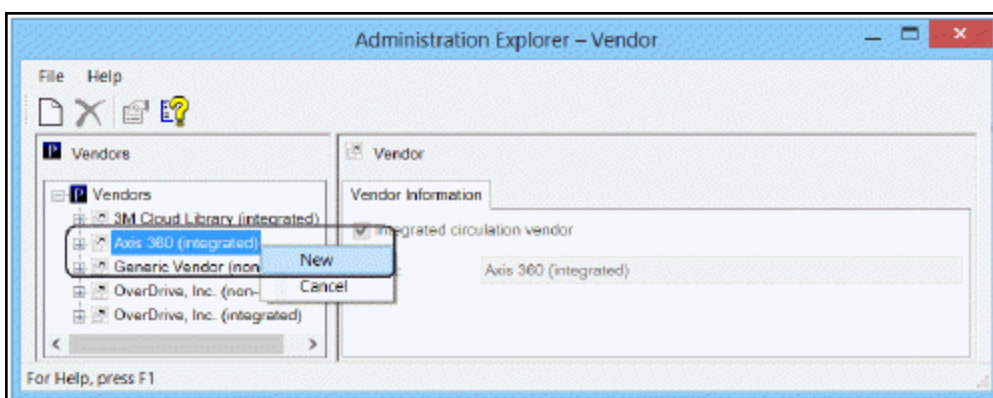 Administration Explorer – Vendor
File Help
Vendors
Vendor
Vendors
Vendor Information
3M Cloud Library (integrated)
Integrated circulation vendor
Axis 360 (integrated)
New
Generic Vendor (non
Axis 360 (integrated)
Cancel
OverDrive, Inc. (non-
OverDrive, Inc. (integrated)
For Help, press F1